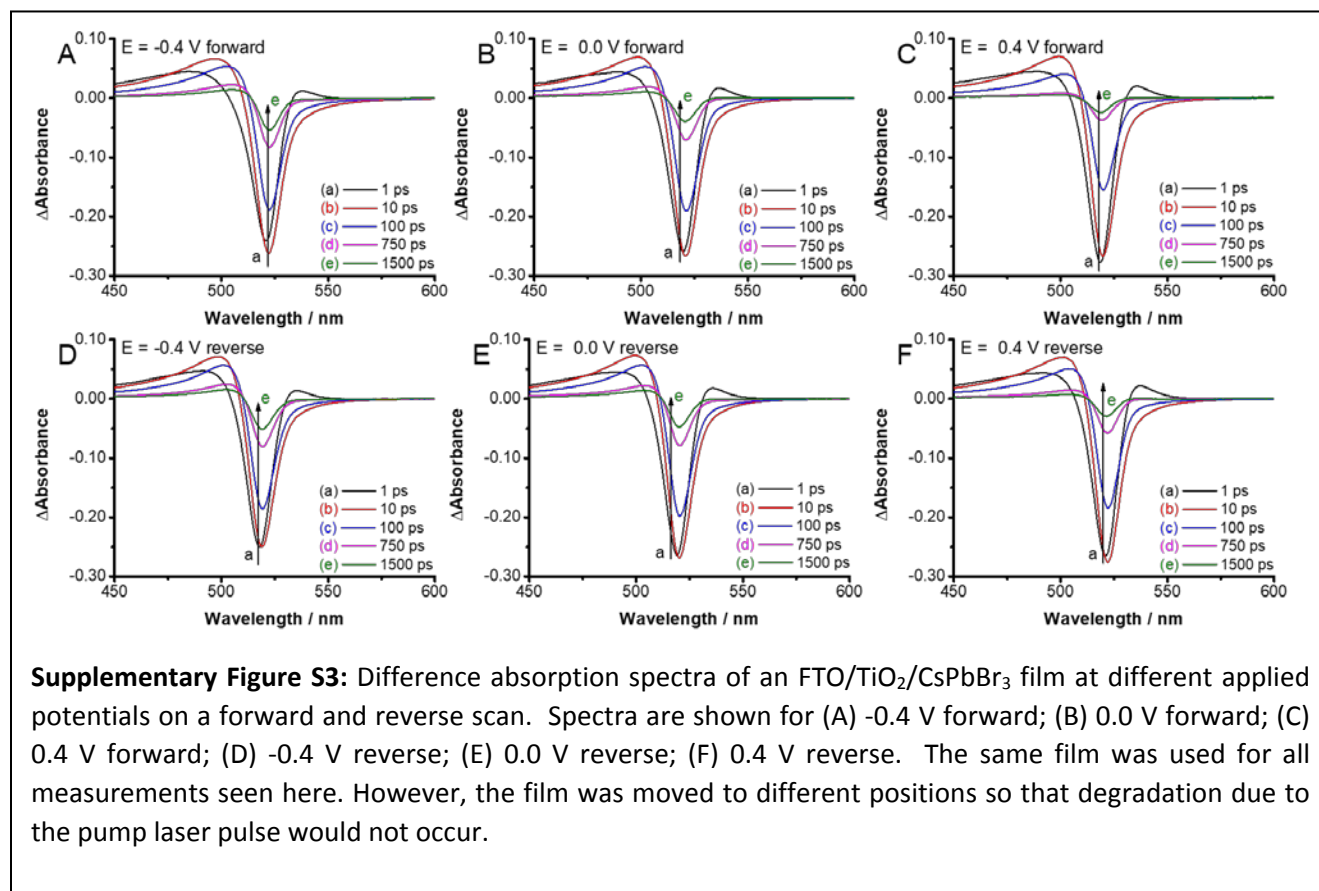 A E = -0.4 V forward
B E = 0.0 V forward
C E = 0.4 V forward
0.10
0.00
-0.10
-0.20
-0.30
ΔAbsorbance
e
a
(a) 1 ps
(b) 10 ps
(c) 100 ps
(d) 750 ps
(e) 1500 ps
450 500 550 600
Wavelength / nm
0.10
0.00
-0.10
-0.20
-0.30
ΔAbsorbance
e
a
(a) 1 ps
(b) 10 ps
(c) 100 ps
(d) 750 ps
(e) 1500 ps
450 500 550 600
Wavelength / nm
0.10
0.00
-0.10
-0.20
-0.30
ΔAbsorbance
e
a
(a) 1 ps
(b) 10 ps
(c) 100 ps
(d) 750 ps
(e) 1500 ps
450 500 550 600
Wavelength / nm
D E = -0.4 V reverse
E E = 0.0 V reverse
F E = 0.4 V reverse
0.10
0.00
-0.10
-0.20
-0.30
ΔAbsorbance
e
a
(a) 1 ps
(b) 10 ps
(c) 100 ps
(d) 750 ps
(e) 1500 ps
450 500 550 600
Wavelength / nm
0.10
0.00
-0.10
-0.20
-0.30
ΔAbsorbance
e
a
(a) 1 ps
(b) 10 ps
(c) 100 ps
(d) 750 ps
(e) 1500 ps
450 500 550 600
Wavelength / nm
0.10
0.00
-0.10
-0.20
-0.30
ΔAbsorbance
e
a
(a) 1 ps
(b) 10 ps
(c) 100 ps
(d) 750 ps
(e) 1500 ps
450 500 550 600
Wavelength / nm
Supplementary Figure S3: Difference absorption spectra of an FTO/TiO₂/CsPbBr₃ film at different applied
potentials on a forward and reverse scan. Spectra are shown for (A) -0.4 V forward; (B) 0.0 V forward; (C)
0.4 V forward; (D) -0.4 V reverse; (E) 0.0 V reverse; (F) 0.4 V reverse. The same film was used for all
measurements seen here. However, the film was moved to different positions so that degradation due to
the pump laser pulse would not occur.